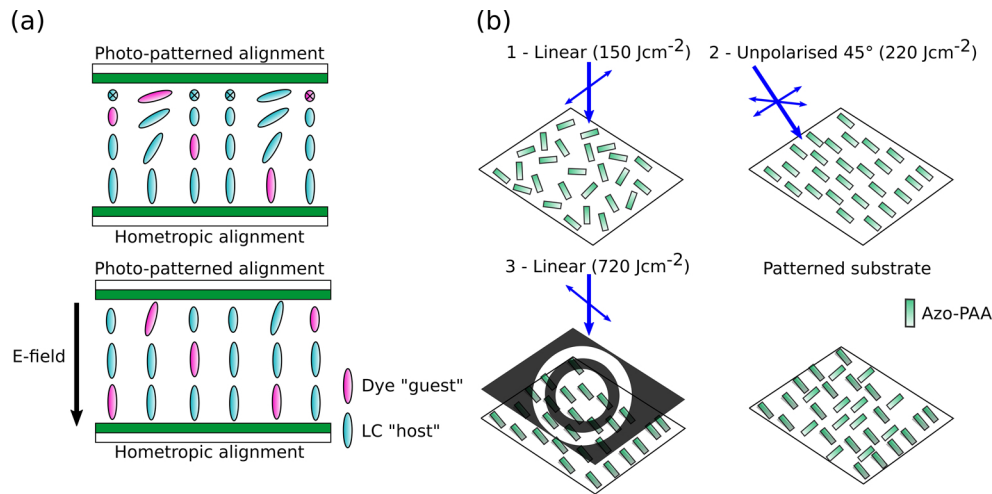 (a)
Photo-patterned alignment
Hometropic alignment
Photo-patterned alignment
E-field
Hometropic alignment
Dye "guest"
LC "host"
(b)
1 - Linear (150 Jcm-2)
2 - Unpolarised 45° (220 Jcm-2)
3 - Linear (720 Jcm-2)
Patterned substrate
Azo-PAA